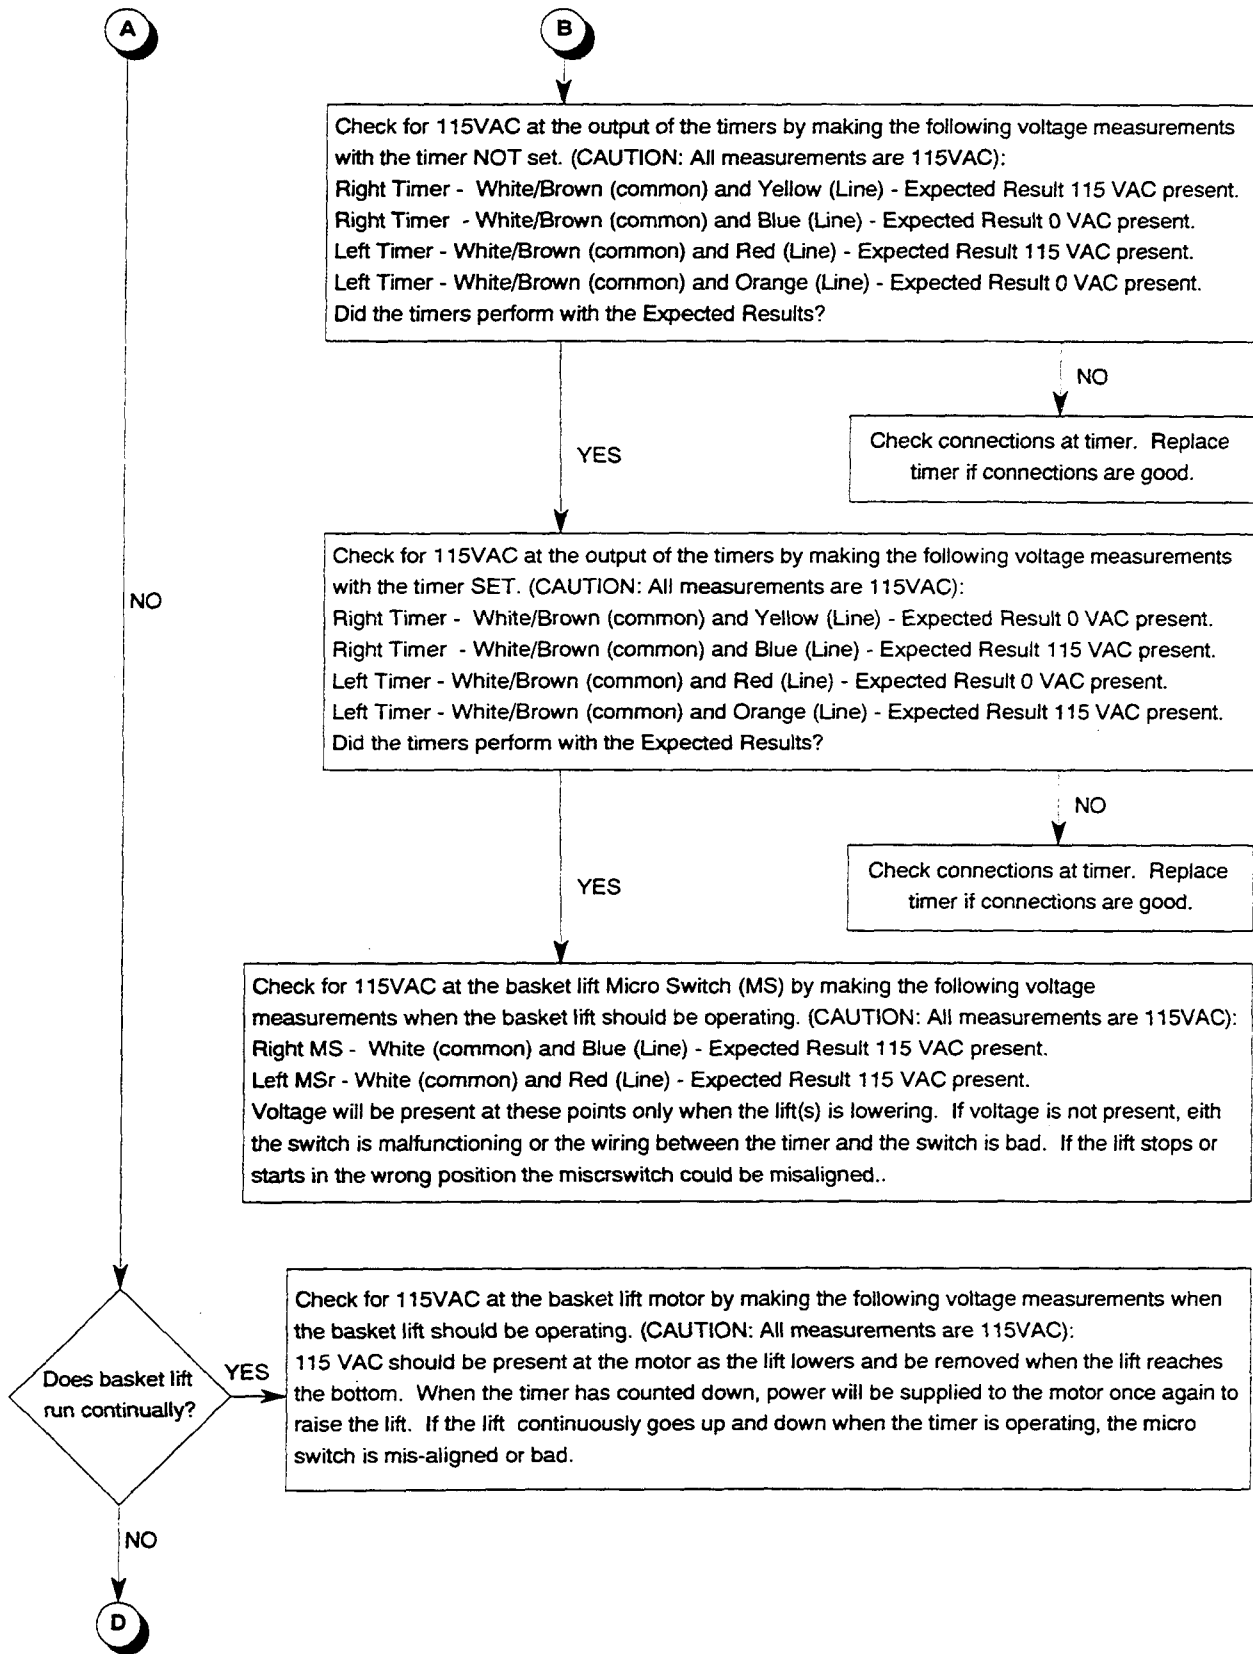 A
B
Check for 115VAC at the output of the timers by making the following voltage measurements
with the timer NOT set. (CAUTION: All measurements are 115VAC):
Right Timer - White/Brown (common) and Yellow (Line) - Expected Result 115 VAC present.
Right Timer - White/Brown (common) and Blue (Line) - Expected Result 0 VAC present.
Left Timer - White/Brown (common) and Red (Line) - Expected Result 115 VAC present.
Left Timer - White/Brown (common) and Orange (Line) - Expected Result 0 VAC present.
Did the timers perform with the Expected Results?
NO
Check connections at timer. Replace
timer if connections are good.
YES
NO
Check for 115VAC at the output of the timers by making the following voltage measurements
with the timer SET. (CAUTION: All measurements are 115VAC):
Right Timer - White/Brown (common) and Yellow (Line) - Expected Result 0 VAC present.
Right Timer - White/Brown (common) and Blue (Line) - Expected Result 115 VAC present.
Left Timer - White/Brown (common) and Red (Line) - Expected Result 0 VAC present.
Left Timer - White/Brown (common) and Orange (Line) - Expected Result 115 VAC present.
Did the timers perform with the Expected Results?
NO
Check connections at timer. Replace
timer if connections are good.
YES
Check for 115VAC at the basket lift Micro Switch (MS) by making the following voltage
measurements when the basket lift should be operating. (CAUTION: All measurements are 115VAC):
Right MS - White (common) and Blue (Line) - Expected Result 115 VAC present.
Left MSr - White (common) and Red (Line) - Expected Result 115 VAC present.
Voltage will be present at these points only when the lift(s) is lowering. If voltage is not present, eith
the switch is malfunctioning or the wiring between the timer and the switch is bad. If the lift stops or
starts in the wrong position the miscrswitch could be misaligned..
Does basket lift
run continually?
YES
Check for 115VAC at the basket lift motor by making the following voltage measurements when
the basket lift should be operating. (CAUTION: All measurements are 115VAC):
115 VAC should be present at the motor as the lift lowers and be removed when the lift reaches
the bottom. When the timer has counted down, power will be supplied to the motor once again to
raise the lift. If the lift continuously goes up and down when the timer is operating, the micro
switch is mis-aligned or bad.
NO
D